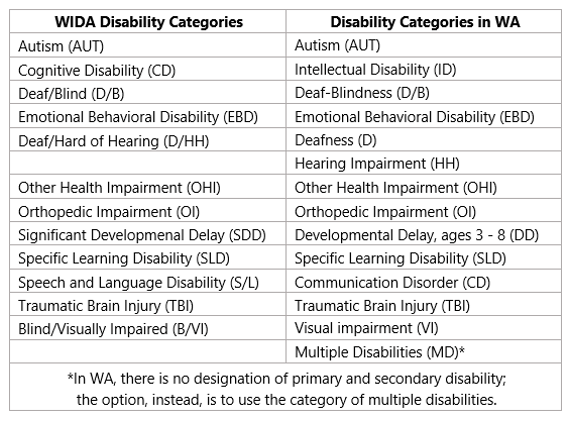 WIDA Disability Categories Disability Categories in WA
Autism (AUT) Autism (AUT)
Cognitive Disability (CD) Intellectual Disability (ID)
Deaf/Blind (D/B) Deaf-Blindness (D/B)
Emotional Behavioral Disability (EBD) Emotional Behavioral Disability (EBD)
Deaf/Hard of Hearing (D/HH) Deafness (D)
Hearing Impairment (HH)
Other Health Impairment (OHI) Other Health Impairment (OHI)
Orthopedic Impairment (OI) Orthopedic Impairment (OI)
Significant Developmenal Delay (SDD) Developmental Delay, ages 3 - 8 (DD)
Specific Learning Disability (SLD) Specific Learning Disability (SLD)
Speech and Language Disability (S/L) Communication Disorder (CD)
Traumatic Brain Injury (TBI) Traumatic Brain Injury (TBI)
Blind/Visually Impaired (B/VI) Visual impairment (VI)
Multiple Disabilities (MD)*
*In WA, there is no designation of primary and secondary disability;
the option, instead, is to use the category of multiple disabilities.